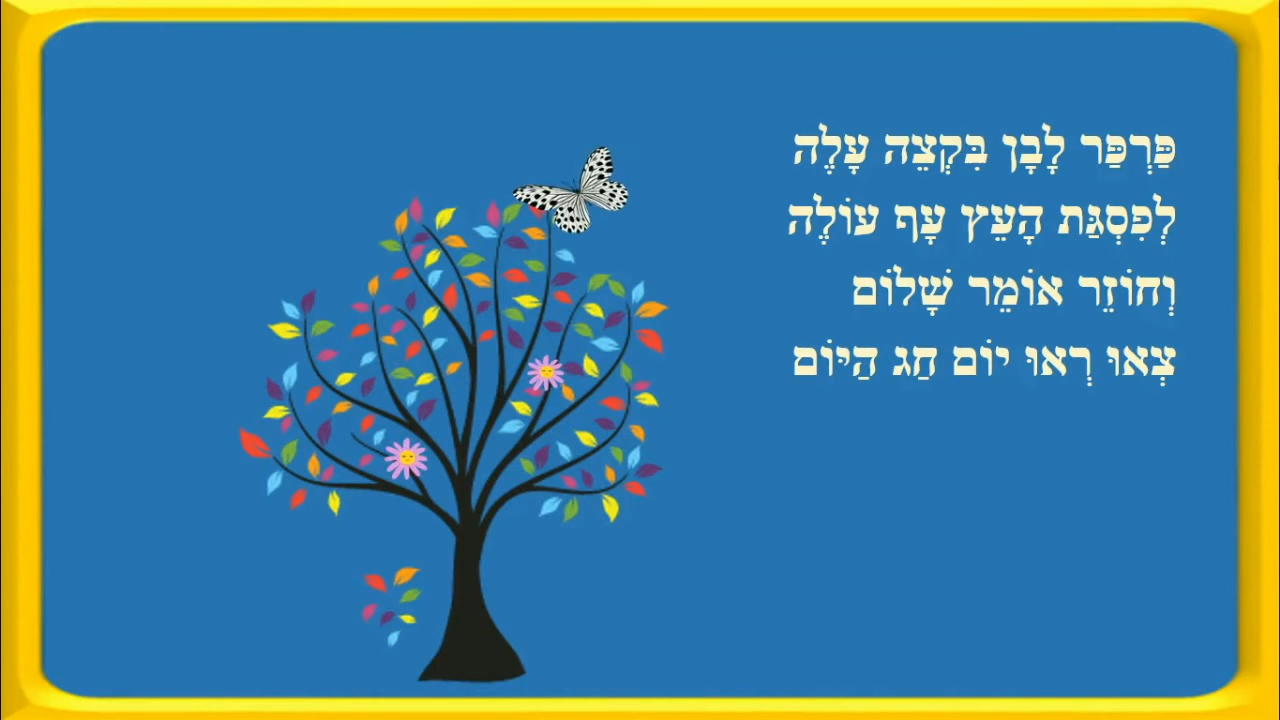 פַּרְפַּר לָבָן בִּקְצֵה עָלֶה
לְפִּסְגַּת הָעֵץ עָף עוֹלֶה
וְחוֹזֵר אוֹמֵר שָׁלוֹם
צְאוּ רְאוּ יוֹם חַג הַיּוֹם